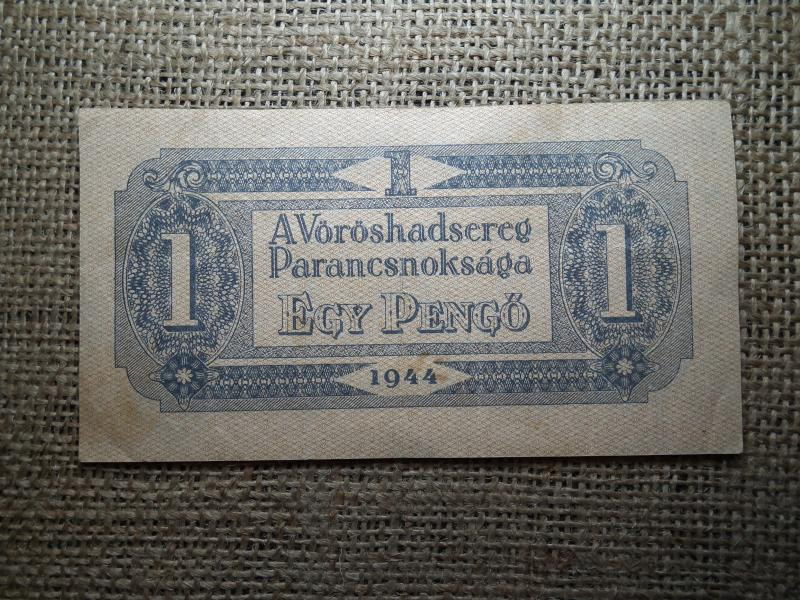 1
A Vöröshadsereg
Parancsnoksága
1 EGY PENGŐ 1
1944